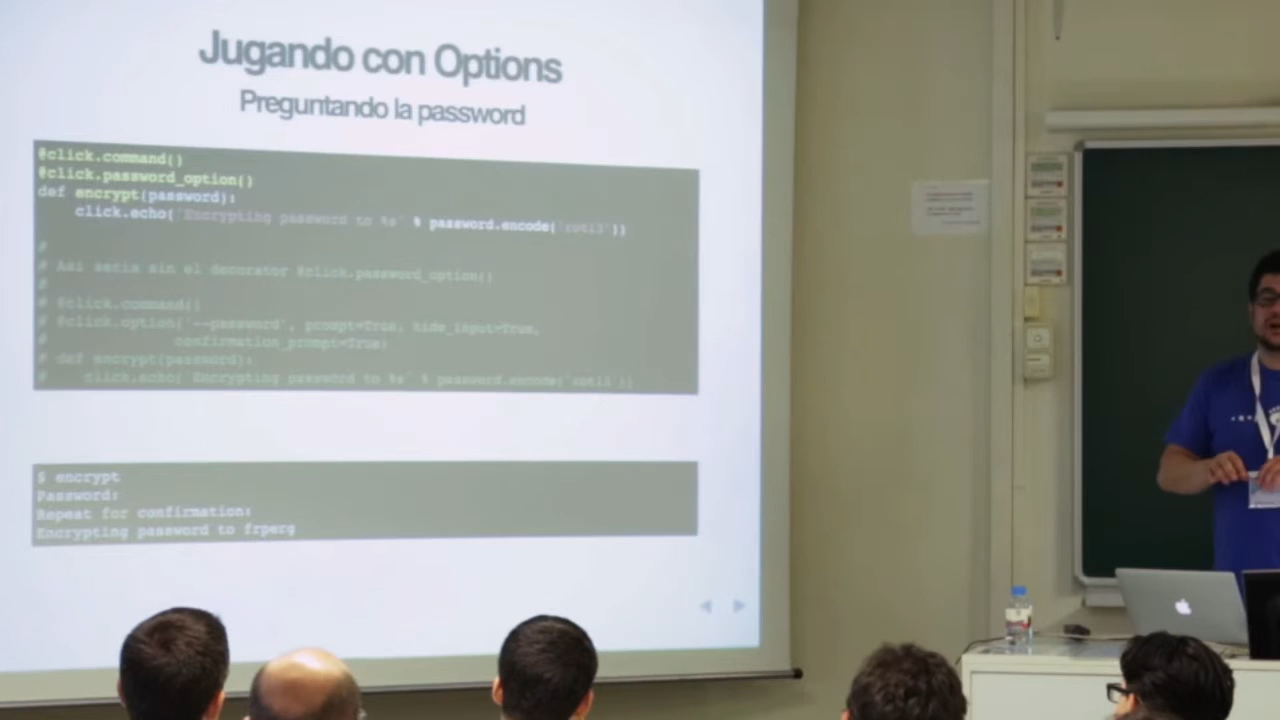 Jugando con Options
Preguntando la password
@click.command()
@click.password_option()
def encrypt(password):
    click.echo('Encrypting password to %s' % password.encode('rot13'))
#
# Asi seria sin el decorator @click.password_option()
#
# @click.command()
# @click.option('--password', prompt=True, hide_input=True,
#               confirmation_prompt=True)
# def encrypt(password):
#    click.echo('Encrypting password to %s' % password.encode('rot13'))
$ encrypt
Password:
Repeat for confirmation:
Encrypting password to frperg